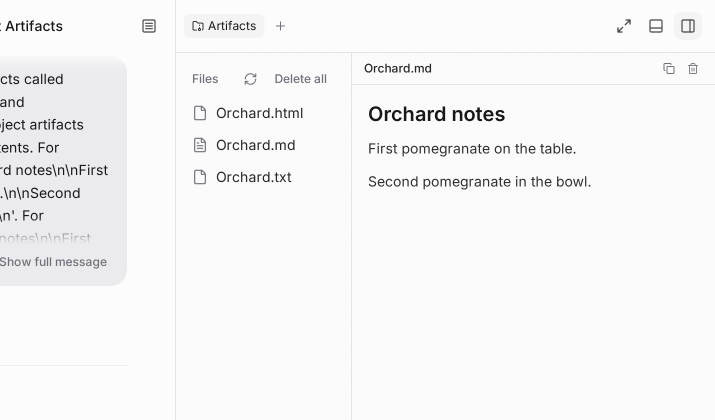 Artifacts
cts called
and
ject artifacts
ents. For
rd notes\n\nFirst
.\n\nSecond
\n'. For
notes\n\nFirst
Show full message
Artifacts
Files
Delete all
Orchard.html
Orchard.md
Orchard.txt
Orchard.md
Orchard notes
First pomegranate on the table.
Second pomegranate in the bowl.